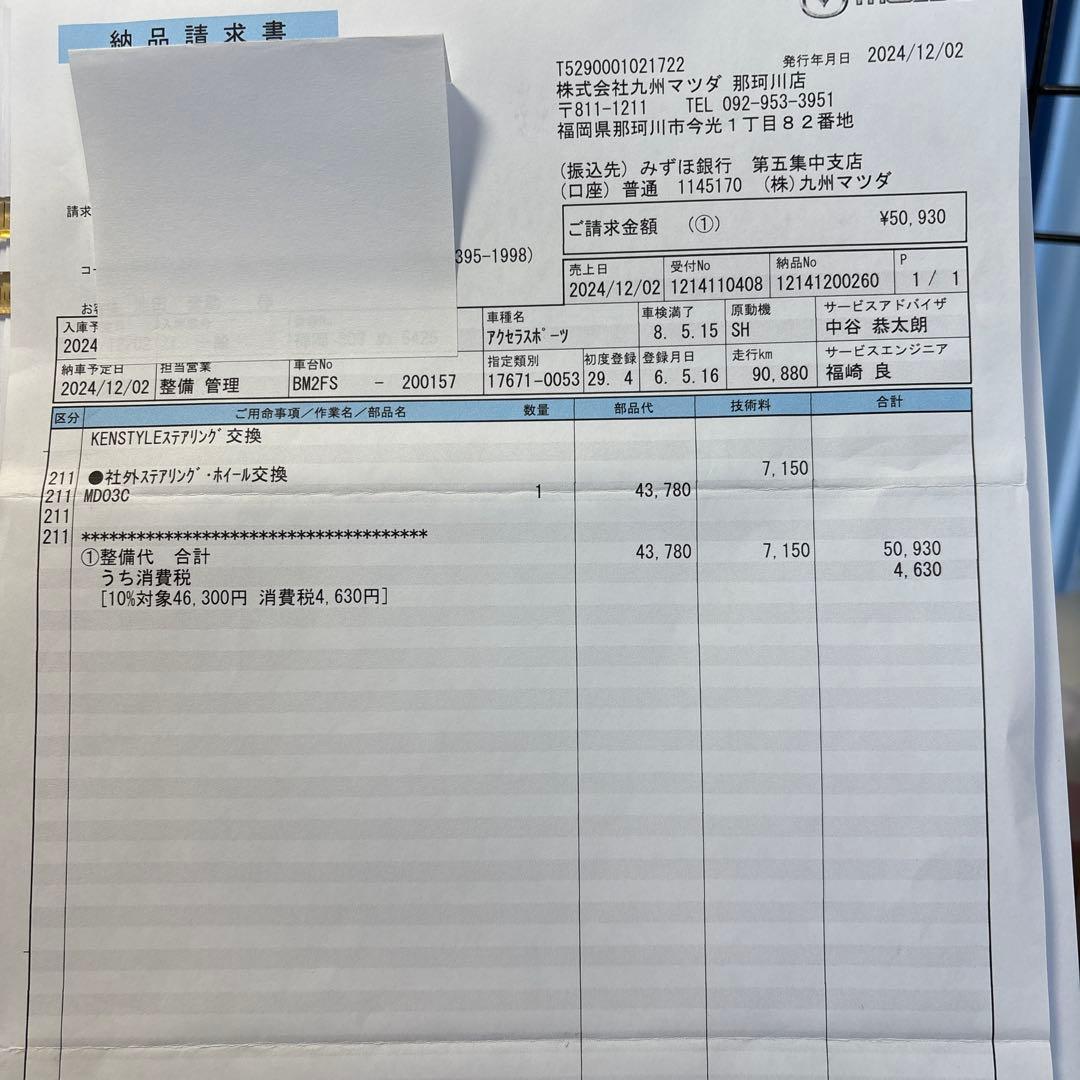 納品請求書
T5290001021722 発行年月日 2024/12/02
株式会社九州マツダ 那珂川店
〒811-1211 TEL 092-953-3951
福岡県那珂川市今光1丁目82番地
(振込先) みずほ銀行 第五集中支店
(口座) 普通 1145170 (株)九州マツダ
請求
ご請求金額 (①) ¥50,930
395-1998)
コー
売上日 受付No 納品No P
2024/12/02 1214110408 12141200260 1 / 1
お客
入庫予 車種名 車検満了 原動機 サービスアドバイザ
2024 アクセラスポーツ 8. 5.15 SH 中谷 恭太朗
納車予定日 担当営業 車台No 指定類別 初度登録 登録月日 走行km サービスエンジニア
2024/12/02 整備 管理 BM2FS - 200157 17671-0053 29. 4 6. 5.16 90,880 福崎 良
区分 ご用命事項/作業名/部品名 数量 部品代 技術料 合計
KENSTYLEステアリング交換
211 ●社外ステアリング・ホイール交換 7,150
211 MD03C 1 43,780
211
211 *************************************
①整備代 合計 43,780 7,150 50,930
うち消費税 4,630
[10%対象46,300円 消費税4,630円]